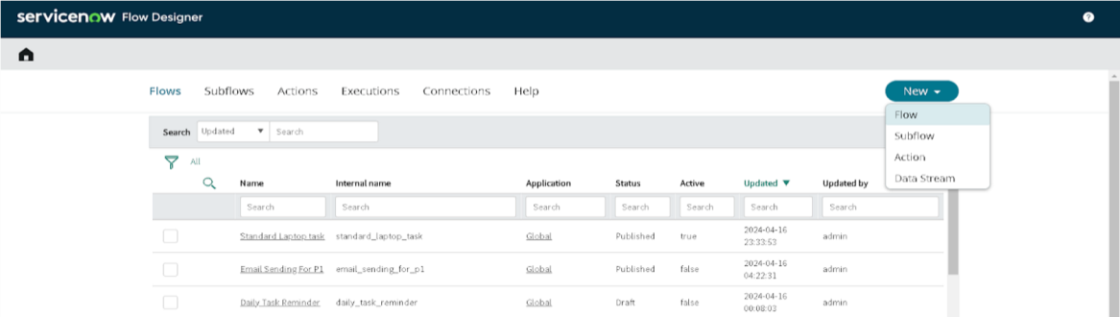 servicenow Flow Designer
?
Flows Subflows Actions Executions Connections Help New
Flow
Subflow
Action
Data Stream
Search Updated Search
All
Name Internal name Application Status Active Updated Updated by
Search Search Search Search Search Search Search
Standard Laptop task standard_laptop_task Global Published true 2024-04-16 23:33:53 admin
Email Sending For P1 email_sending_for_p1 Global Published false 2024-04-16 04:22:31 admin
Daily Task Reminder daily_task_reminder Global Draft false 2024-04-16 00:08:03 admin